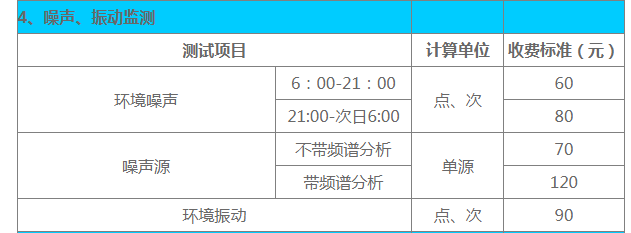 4、噪声、振动监测
测试项目 计算单位 收费标准（元）
环境噪声 6：00-21：00 点、次 60
21:00-次日6:00 80
噪声源 不带频谱分析 单源 70
带频谱分析 120
环境振动 点、次 90